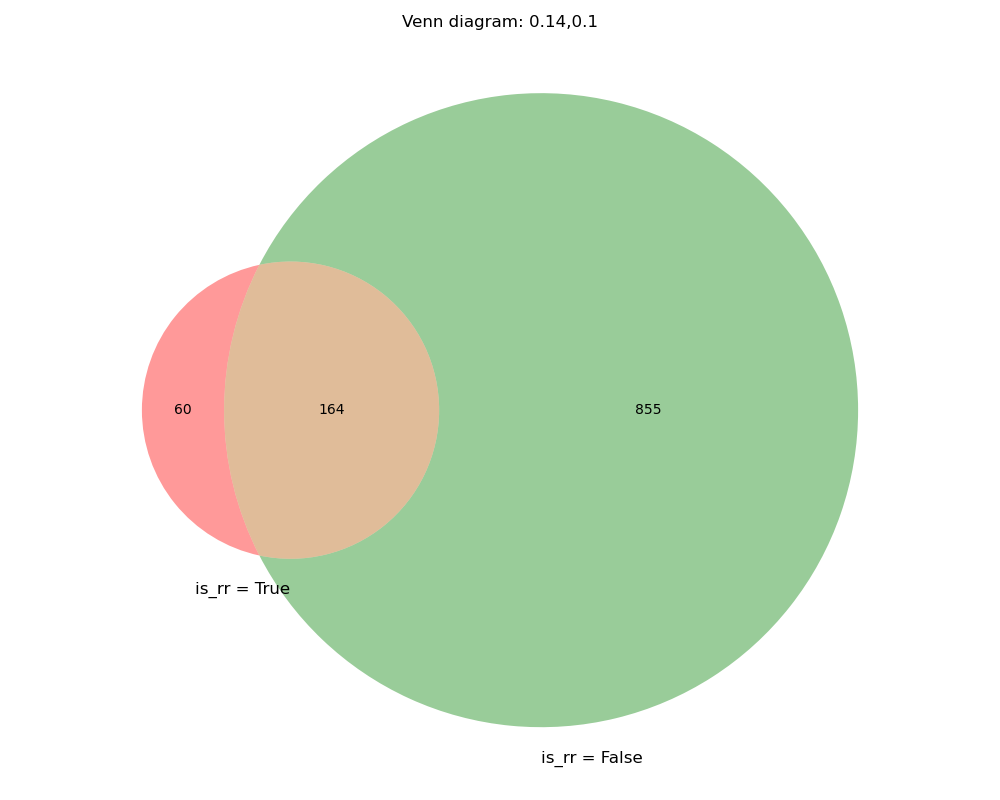 Venn diagram: 0.14,0.1
60
164
855
is_rr = True
is_rr = False